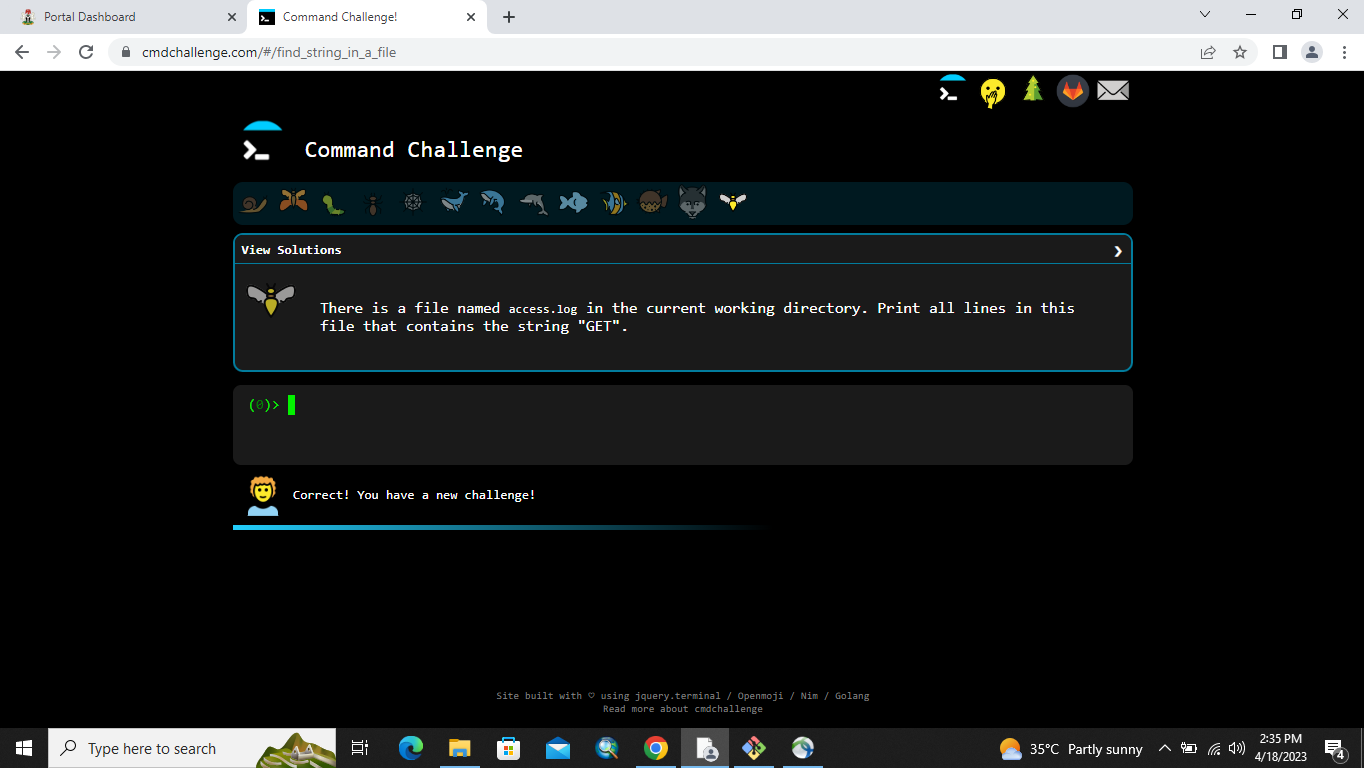 Portal Dashboard
Command Challenge!
cmdchallenge.com/#/find_string_in_a_file
Command Challenge
View Solutions
There is a file named access.log in the current working directory. Print all lines in this
file that contains the string "GET".
(0)>
Correct! You have a new challenge!
Site built with ♡ using jquery.terminal / Openmoji / Nim / Golang
Read more about cmdchallenge
Type here to search
35°C Partly sunny
2:35 PM
4/18/2023
4